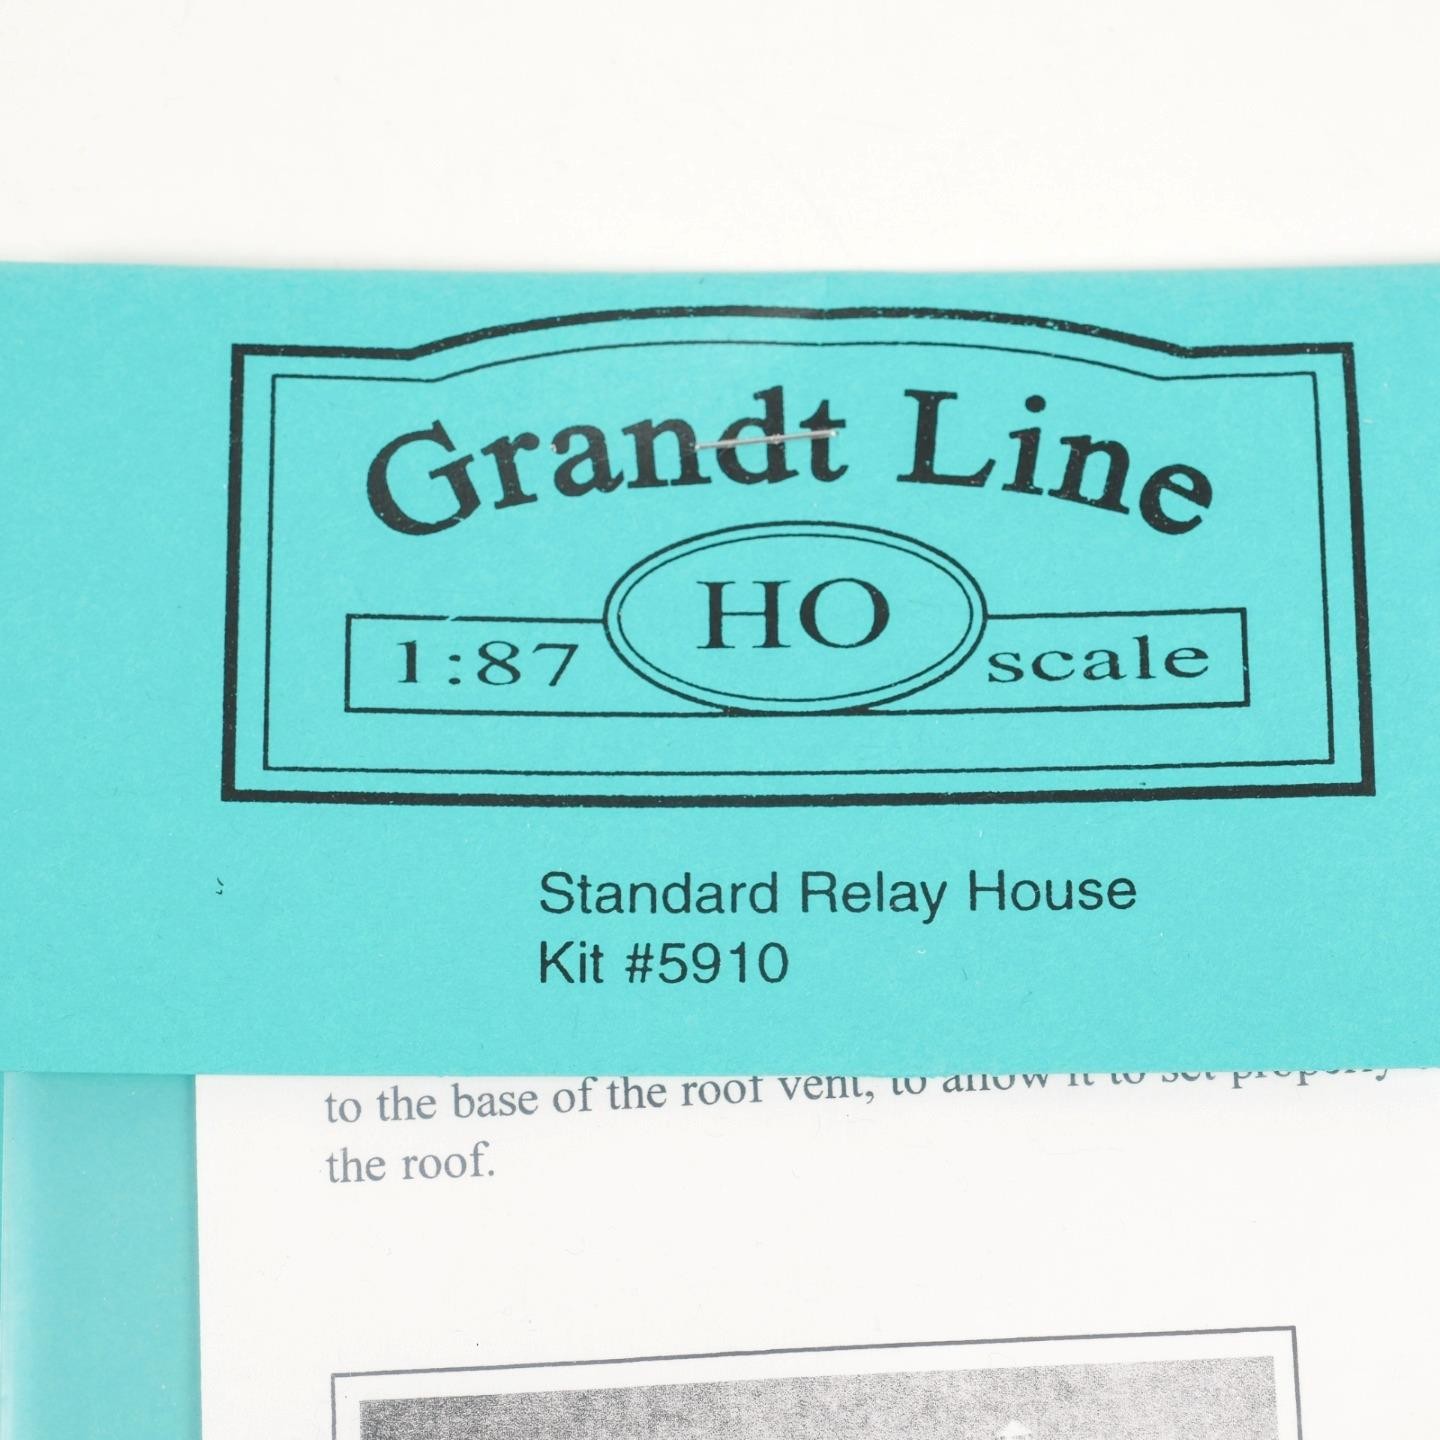 Grandt Line
1:87 HO scale
Standard Relay House
Kit #5910
to the base of the roof vent, to allow it to set properly
the roof.